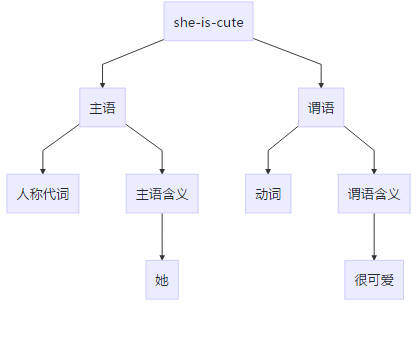 she-is-cute
主语
谓语
人称代词
主语含义
动词
谓语含义
她
很可爱